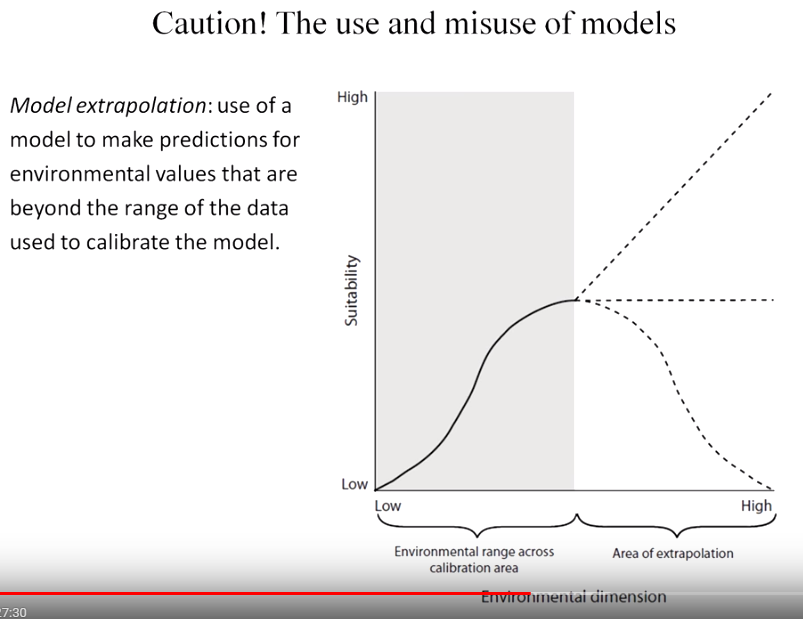 Caution! The use and misuse of models
Model extrapolation: use of a
model to make predictions for
environmental values that are
beyond the range of the data
used to calibrate the model.
High
Suitability
Low
Low
High
Environmental range across
calibration area
Area of extrapolation
Environmental dimension
7:30